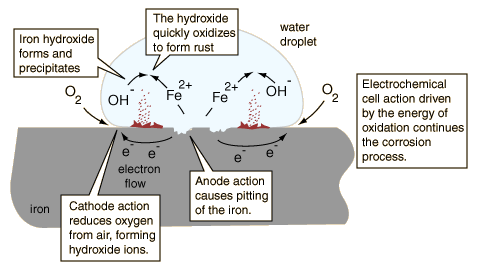 The hydroxide
quickly oxidizes
to form rust
water
droplet
Iron hydroxide
forms and
precipitates
O2
OH-
Fe2+
Fe2+
OH-
O2
Electrochemical
cell action driven
by the energy of
oxidation continues
the corrosion
process.
e- e-
e- e-
electron
flow
Anode action
causes pitting
of the iron.
iron
Cathode action
reduces oxygen
from air, forming
hydroxide ions.